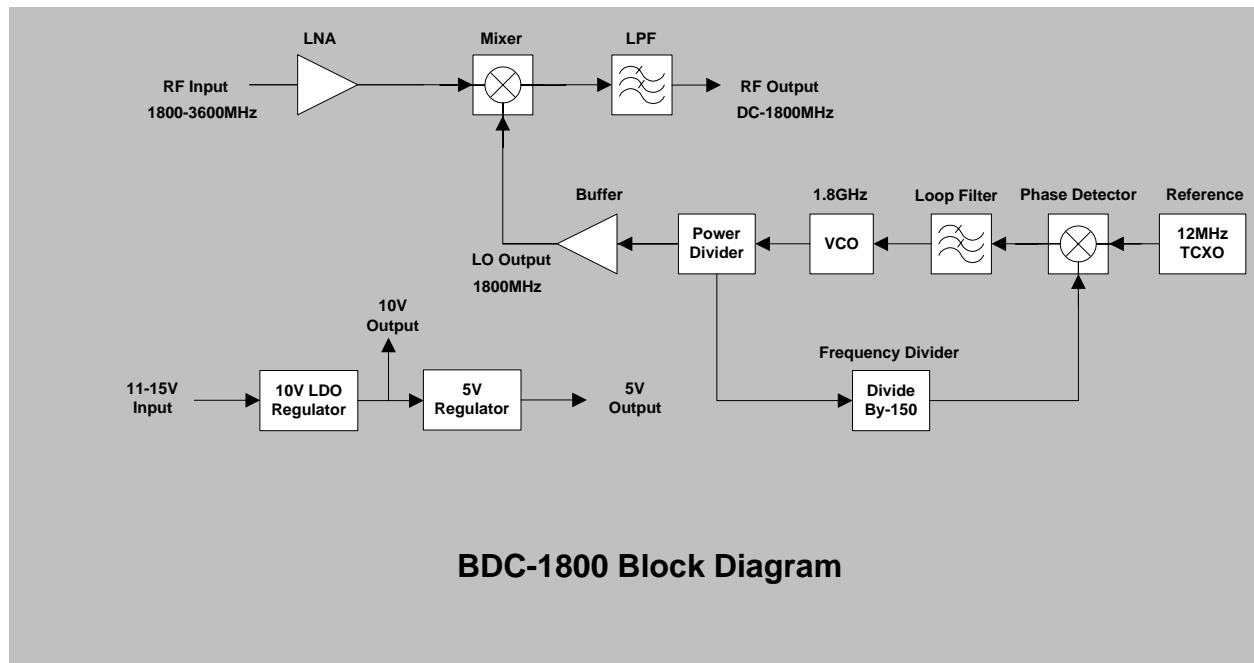 LNA
Mixer
LPF
RF Input
1800-3600MHz
RF Output
DC-1800MHz
Buffer
1.8GHz
Loop Filter
Phase Detector
Reference
Power
Divider
VCO
12MHz
TCXO
LO Output
1800MHz
10V
Output
Frequency Divider
11-15V
Input
10V LDO
Regulator
5V
Regulator
5V
Output
Divide
By-150
BDC-1800 Block Diagram